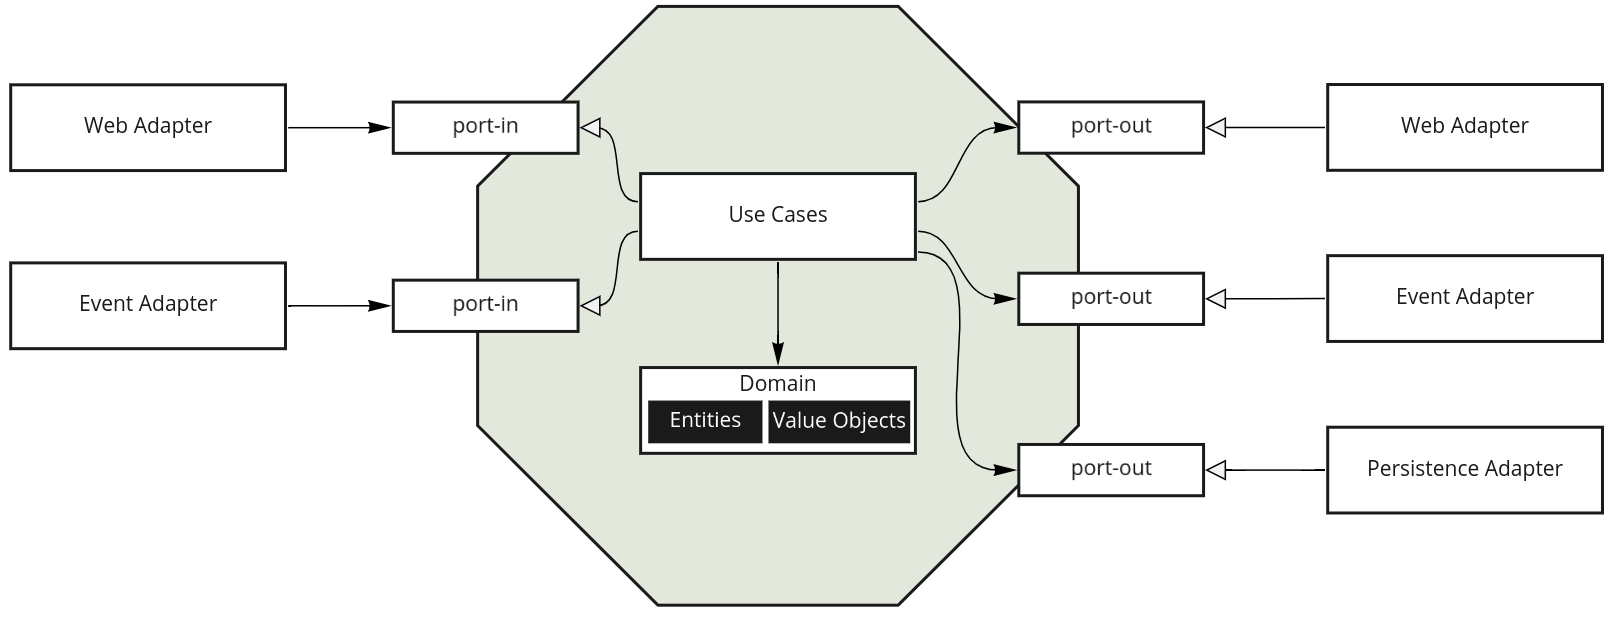 Web Adapter
port-in
port-out
Web Adapter
Use Cases
Event Adapter
port-in
port-out
Event Adapter
Domain
Entities
Value Objects
port-out
Persistence Adapter